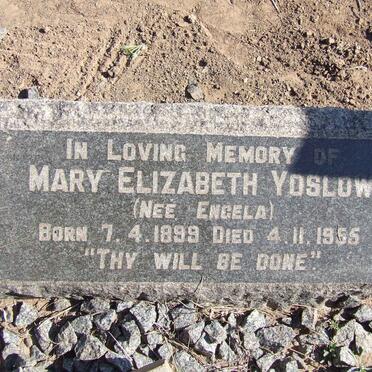 IN LOVING MEMORY OF
MARY ELIZABETH YOSLOW
(NEE ENGELA)
BORN 7.4.1899 DIED 4.11.1955
"THY WILL BE DONE."